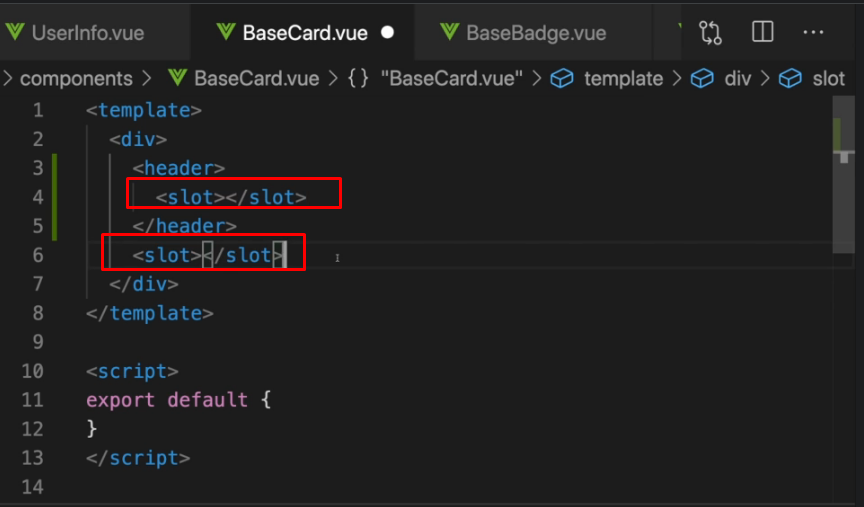 UserInfo.vue BaseCard.vue BaseBadge.vue ...
> components > BaseCard.vue > {} "BaseCard.vue" > template > div > slot
1 <template>
2 <div>
3 <header>
4 <slot></slot>
5 </header>
6 <slot></slot>
7 </div>
8 </template>
9
10 <script>
11 export default {
12 }
13 </script>
14